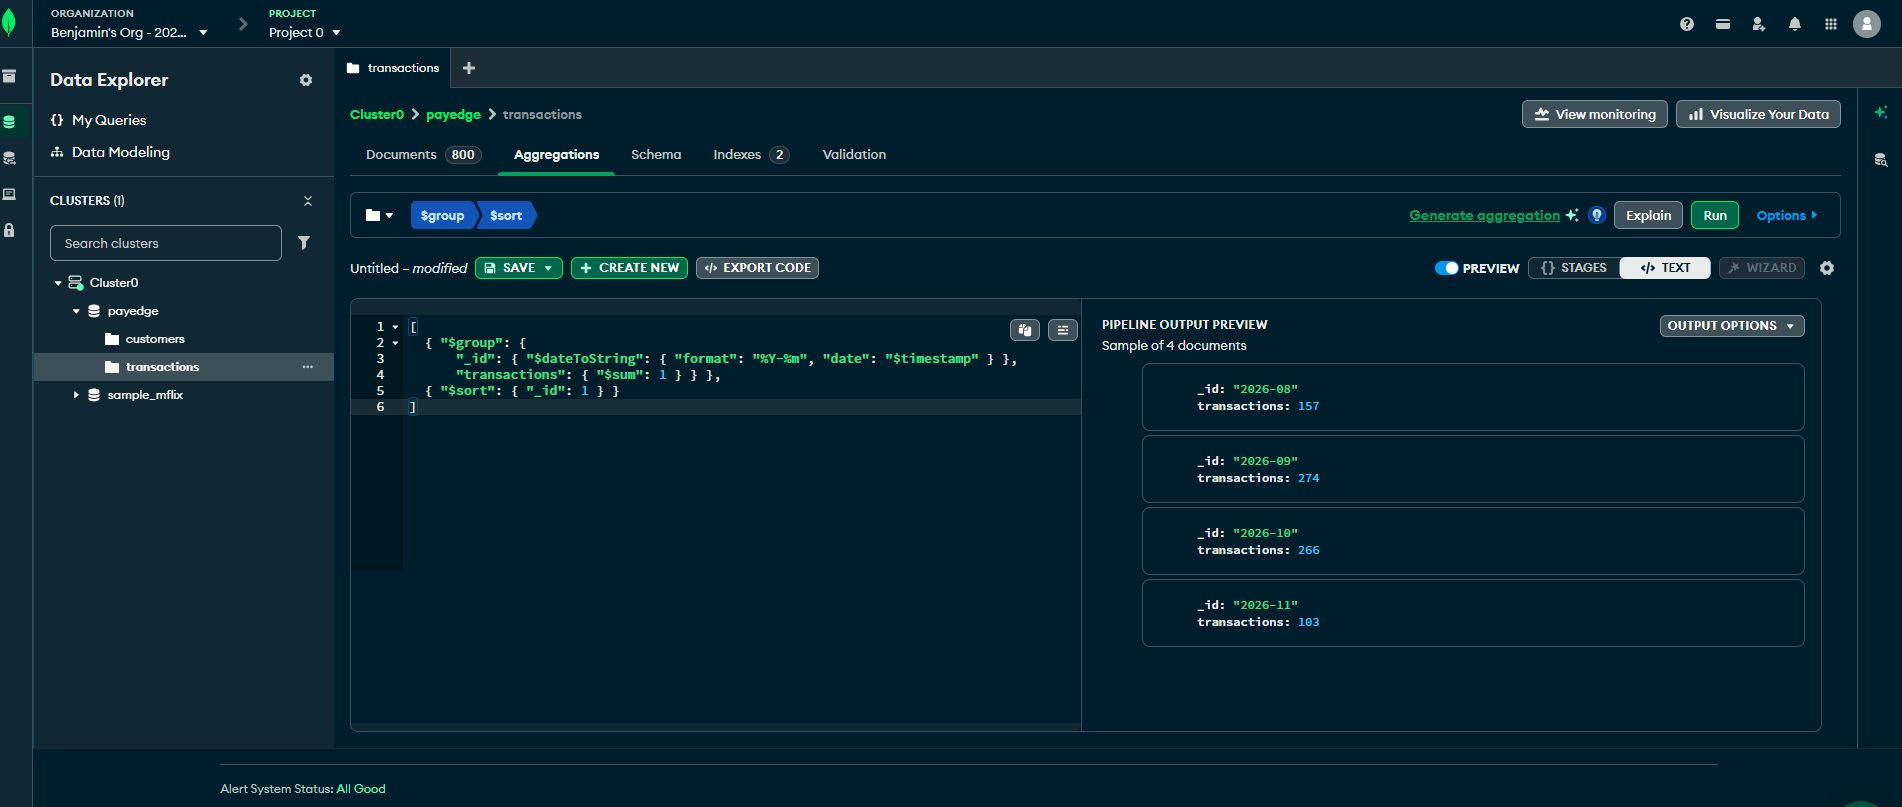 ORGANIZATION
Benjamin's Org - 202...
PROJECT
Project 0
Data Explorer
My Queries
Data Modeling
CLUSTERS (1)
Search clusters
Cluster0
payedge
customers
transactions
sample_mflix
transactions
Cluster0 > payedge > transactions
View monitoring
Visualize Your Data
Documents 800
Aggregations
Schema
Indexes 2
Validation
$group
$sort
Generate aggregation
Explain
Run
Options
Untitled – modified
SAVE
+ CREATE NEW
</> EXPORT CODE
PREVIEW
{} STAGES
</> TEXT
WIZARD
1 [
2 { "$group": {
3 "_id": { "$dateToString": { "format": "%Y-%m", "date": "$timestamp" } },
4 "transactions": { "$sum": 1 } } },
5 { "$sort": { "_id": 1 } }
6 ]
PIPELINE OUTPUT PREVIEW
Sample of 4 documents
OUTPUT OPTIONS
_id: "2026-08"
transactions: 157
_id: "2026-09"
transactions: 274
_id: "2026-10"
transactions: 266
_id: "2026-11"
transactions: 103
Alert System Status: All Good